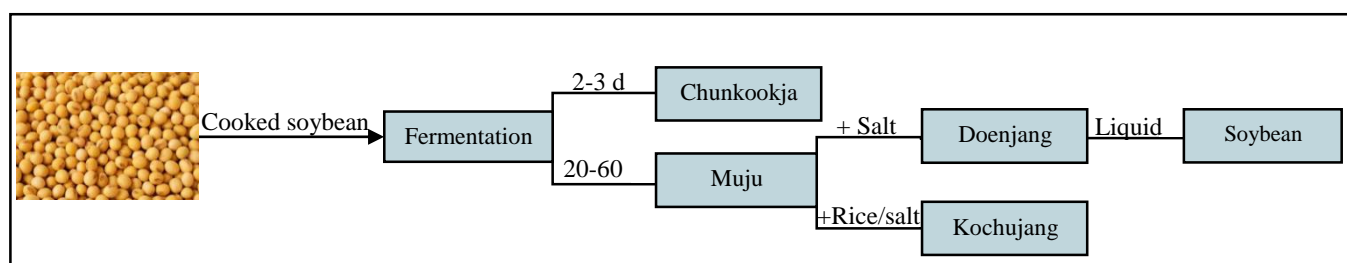 Cooked soybean
Fermentation
2-3 d
Chunkookja
20-60
Muju
+ Salt
Doenjang
Liquid
Soybean
+Rice/salt
Kochujang